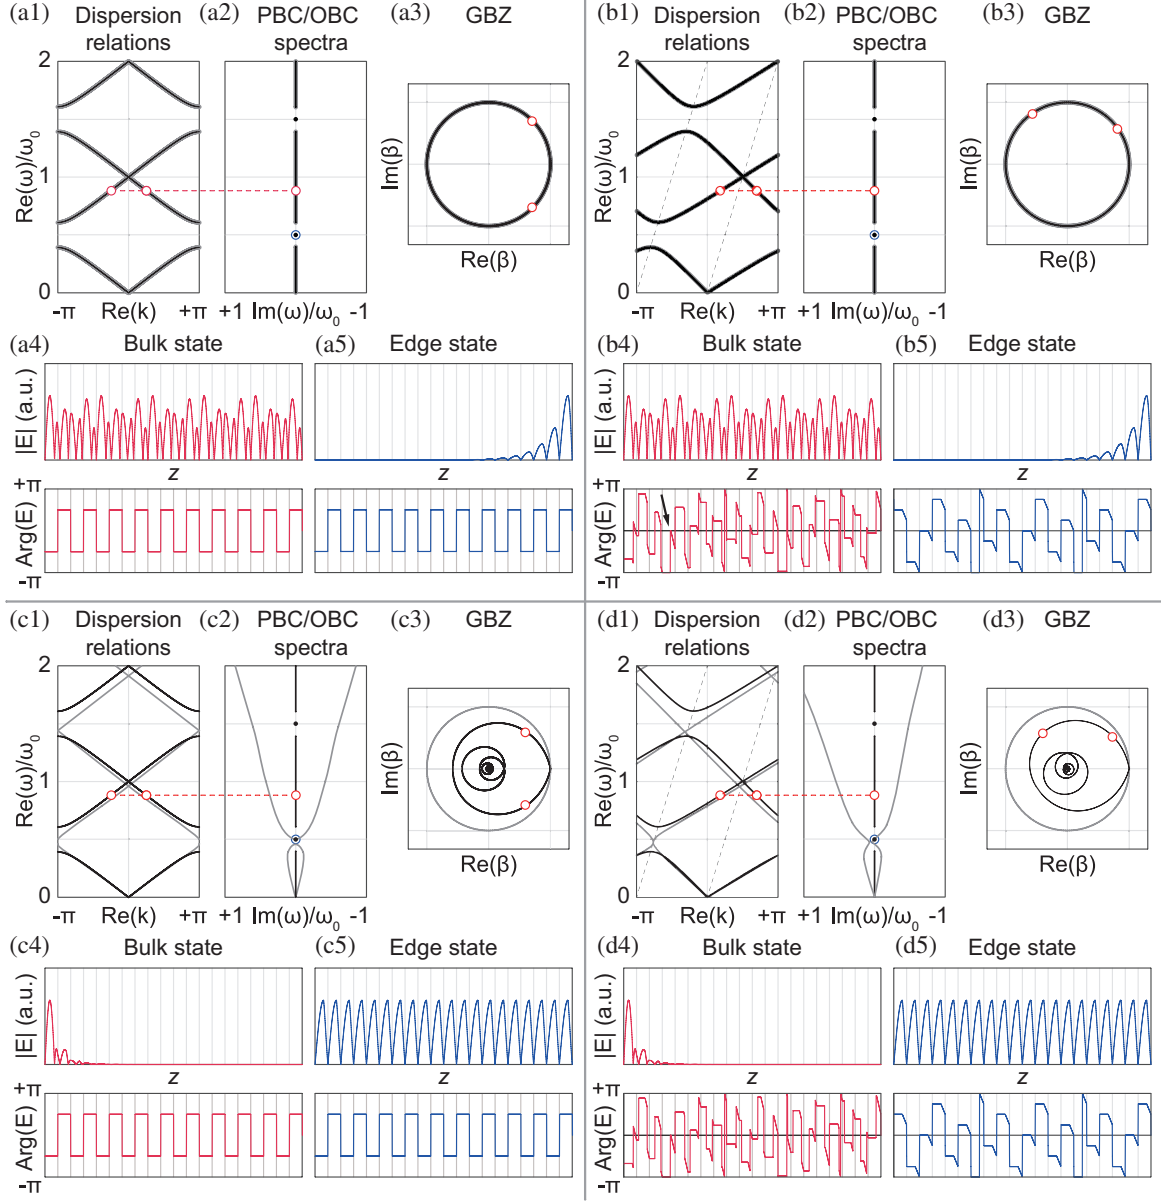 (a1) Dispersion relations
(a2) PBC/OBC spectra
(a3) GBZ
2
1
0
Re(ω)/ω0
-π Re(k) +π
+1 Im(ω)/ω0 -1
Im(β)
Re(β)
(a4) Bulk state
(a5) Edge state
|E| (a.u.)
z
z
+π
Arg(E)
-π
(b1) Dispersion relations
(b2) PBC/OBC spectra
(b3) GBZ
2
1
0
Re(ω)/ω0
-π Re(k) +π
+1 Im(ω)/ω0 -1
Im(β)
Re(β)
(b4) Bulk state
(b5) Edge state
|E| (a.u.)
z
z
+π
Arg(E)
-π
(c1) Dispersion relations
(c2) PBC/OBC spectra
(c3) GBZ
2
1
0
Re(ω)/ω0
-π Re(k) +π
+1 Im(ω)/ω0 -1
Im(β)
Re(β)
(c4) Bulk state
(c5) Edge state
|E| (a.u.)
z
z
+π
Arg(E)
-π
(d1) Dispersion relations
(d2) PBC/OBC spectra
(d3) GBZ
2
1
0
Re(ω)/ω0
-π Re(k) +π
+1 Im(ω)/ω0 -1
Im(β)
Re(β)
(d4) Bulk state
(d5) Edge state
|E| (a.u.)
z
z
+π
Arg(E)
-π